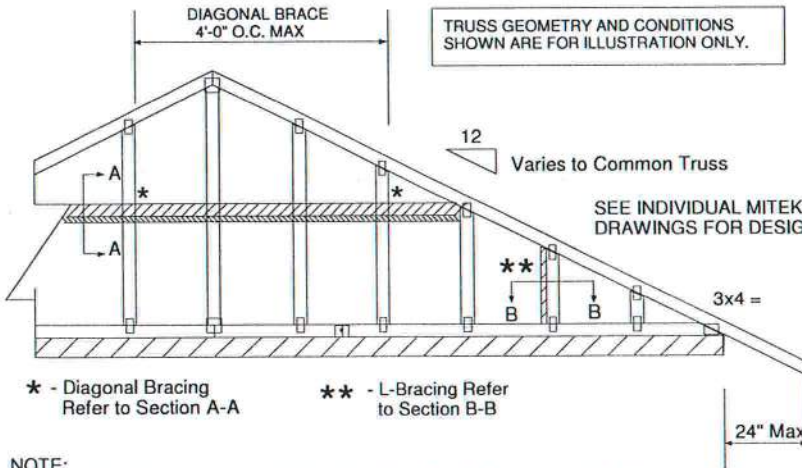 DIAGONAL BRACE
4'-0" O.C. MAX
TRUSS GEOMETRY AND CONDITIONS
SHOWN ARE FOR ILLUSTRATION ONLY.
12
Varies to Common Truss
A
*
*
A
SEE INDIVIDUAL MITEK
DRAWINGS FOR DESIG
**
B
B
3x4 =
* - Diagonal Bracing
Refer to Section A-A
** - L-Bracing Refer
to Section B-B
24" Max
NOTE: